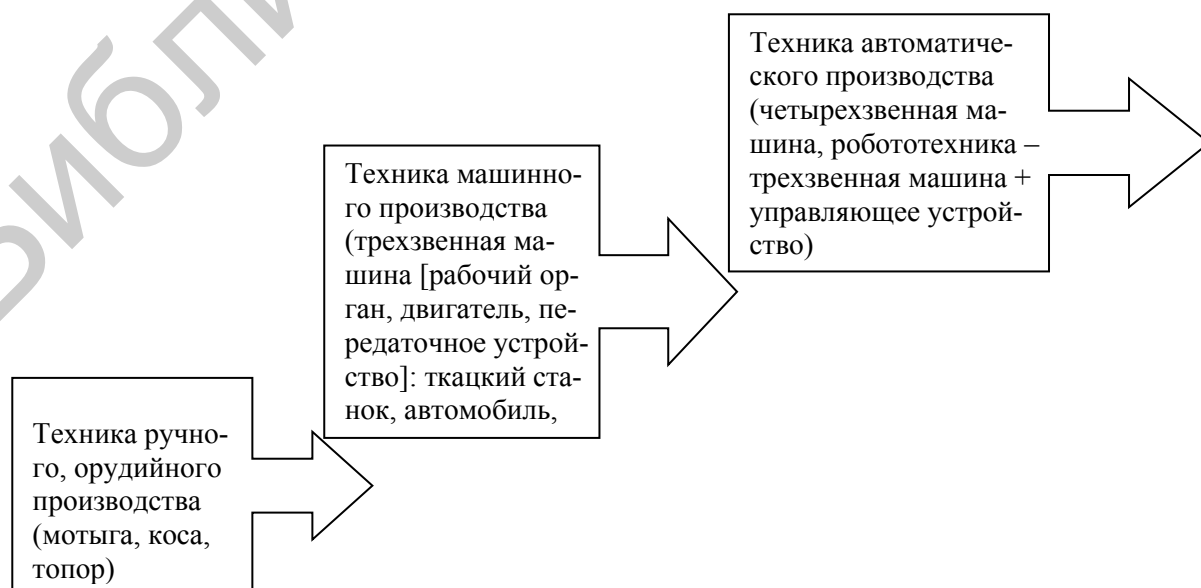 Библи
Техника ручно-
го, орудийного
производства
(мотыга, коса,
топор)
Техника машинно-
го производства
(трехзвенная ма-
шина [рабочий ор-
ган, двигатель, пе-
редаточное устрой-
ство]: ткацкий ста-
нок, автомобиль,
Техника автоматиче-
ского производства
(четырехзвенная ма-
шина, робототехника –
трехзвенная машина +
управляющее устрой-
ство)